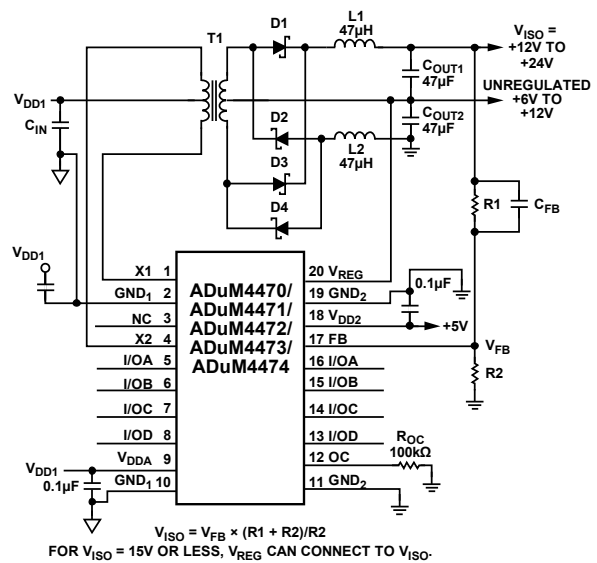 T1
D1
L1
47µH
V_ISO =
+12V TO
+24V
C_OUT1
47µF
UNREGULATED
+6V TO
+12V
V_DD1
C_IN
D2
C_OUT2
47µF
L2
47µH
D3
D4
R1
C_FB
V_DD1
X1 1
GND_1 2
NC 3
X2 4
I/OA 5
I/OB 6
I/OC 7
I/OD 8
V_DDA 9
GND_1 10
V_DD1
0.1µF
ADuM4470/
ADuM4471/
ADuM4472/
ADuM4473/
ADuM4474
20 V_REG
19 GND_2
18 V_DD2
17 FB
16 I/OA
15 I/OB
14 I/OC
13 I/OD
12 OC
11 GND_2
0.1µF
+5V
V_FB
R2
R_OC
100kΩ
V_ISO = V_FB × (R1 + R2)/R2
FOR V_ISO = 15V OR LESS, V_REG CAN CONNECT TO V_ISO.